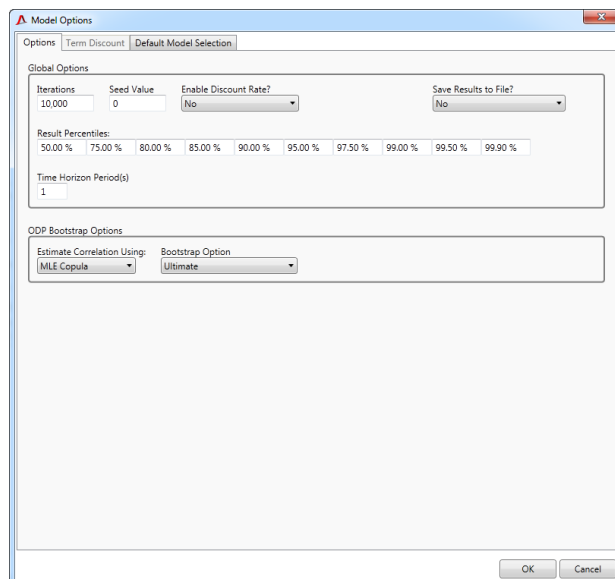 Model Options
Options Term Discount Default Model Selection
Global Options
Iterations Seed Value Enable Discount Rate? Save Results to File?
10,000 0 No No
Result Percentiles:
50.00 % 75.00 % 80.00 % 85.00 % 90.00 % 95.00 % 97.50 % 99.00 % 99.50 % 99.90 %
Time Horizon Period(s)
1
ODP Bootstrap Options
Estimate Correlation Using: Bootstrap Option
MLE Copula Ultimate
OK Cancel